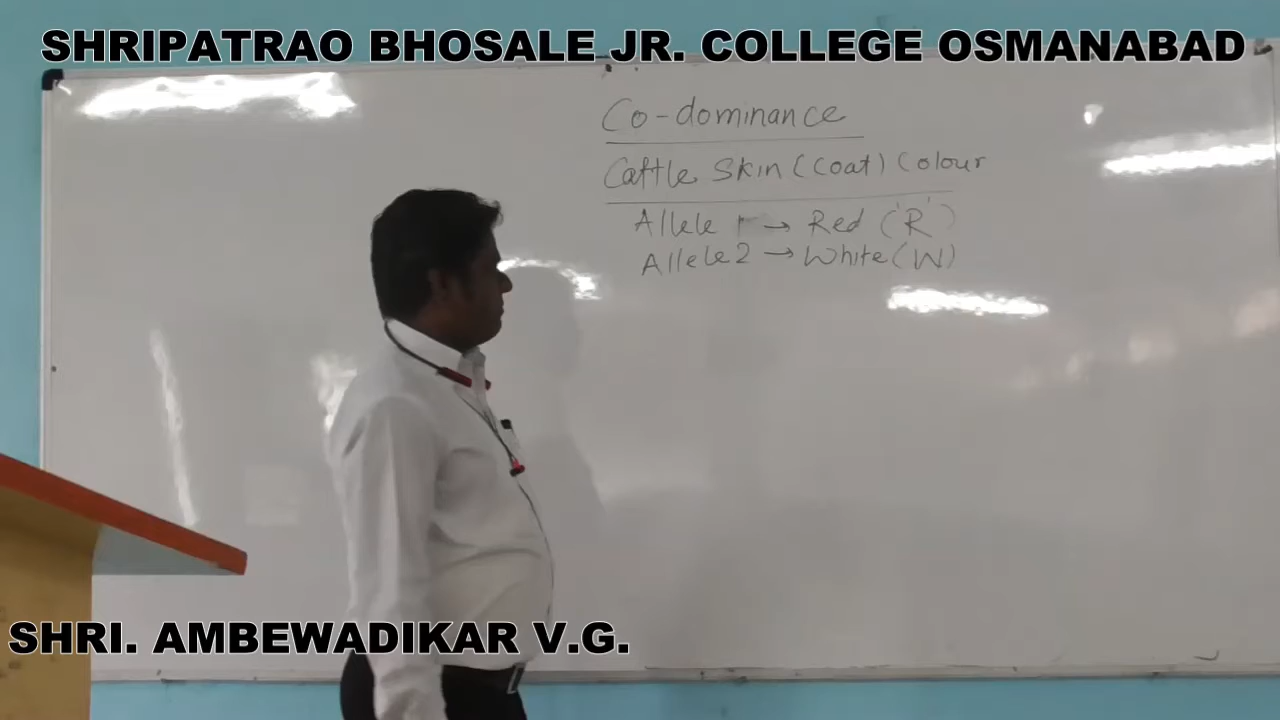 SHRIPATRAO BHOSALE JR. COLLEGE OSMANABAD
Co-dominance
Cattle Skin (Coat) Colour
Allele 1 → Red ('R')
Allele 2 → White (W)
SHRI. AMBEWADIKAR V.G.